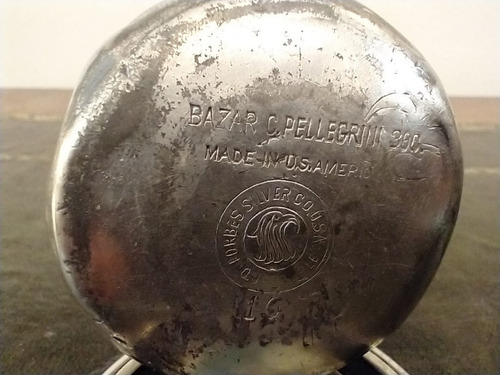 BAZAR C. PELLEGRINI
MADE-IN U.S.AMERI
FORBES SILVER CO.